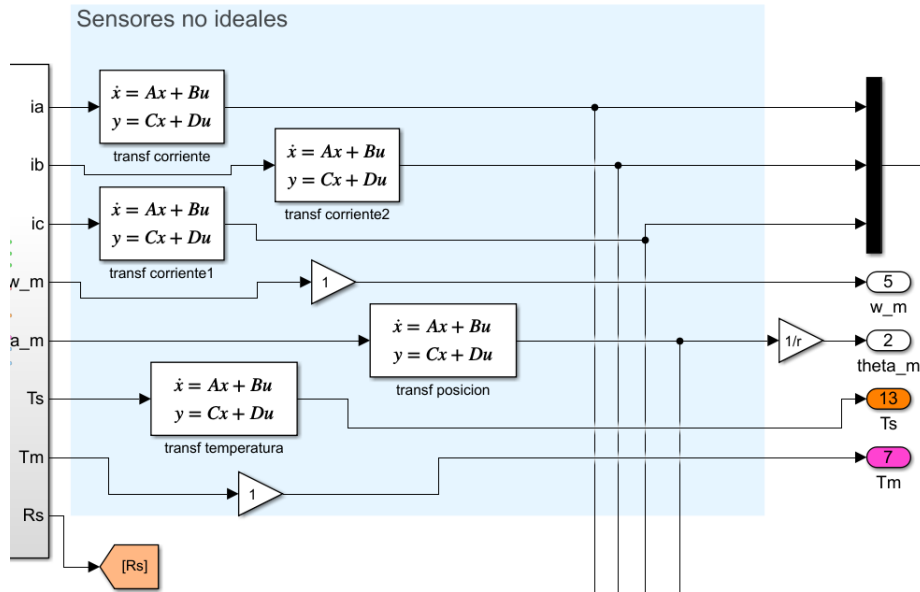 Sensores no ideales
ia
ẋ = Ax + Bu
y = Cx + Du
transf corriente
ib
ẋ = Ax + Bu
y = Cx + Du
transf corriente2
ic
ẋ = Ax + Bu
y = Cx + Du
transf corriente1
w_m
1
5
w_m
a_m
ẋ = Ax + Bu
y = Cx + Du
transf posicion
1/r
2
theta_m
Ts
ẋ = Ax + Bu
y = Cx + Du
transf temperatura
13
Ts
Tm
1
7
Tm
Rs
[Rs]